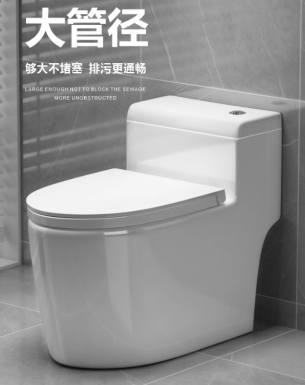 大管径
够大不堵塞 排污更通畅
LARGE ENOUGH NOT TO BLOCK THE SEWAGE
MORE UNOBSTRUCTED